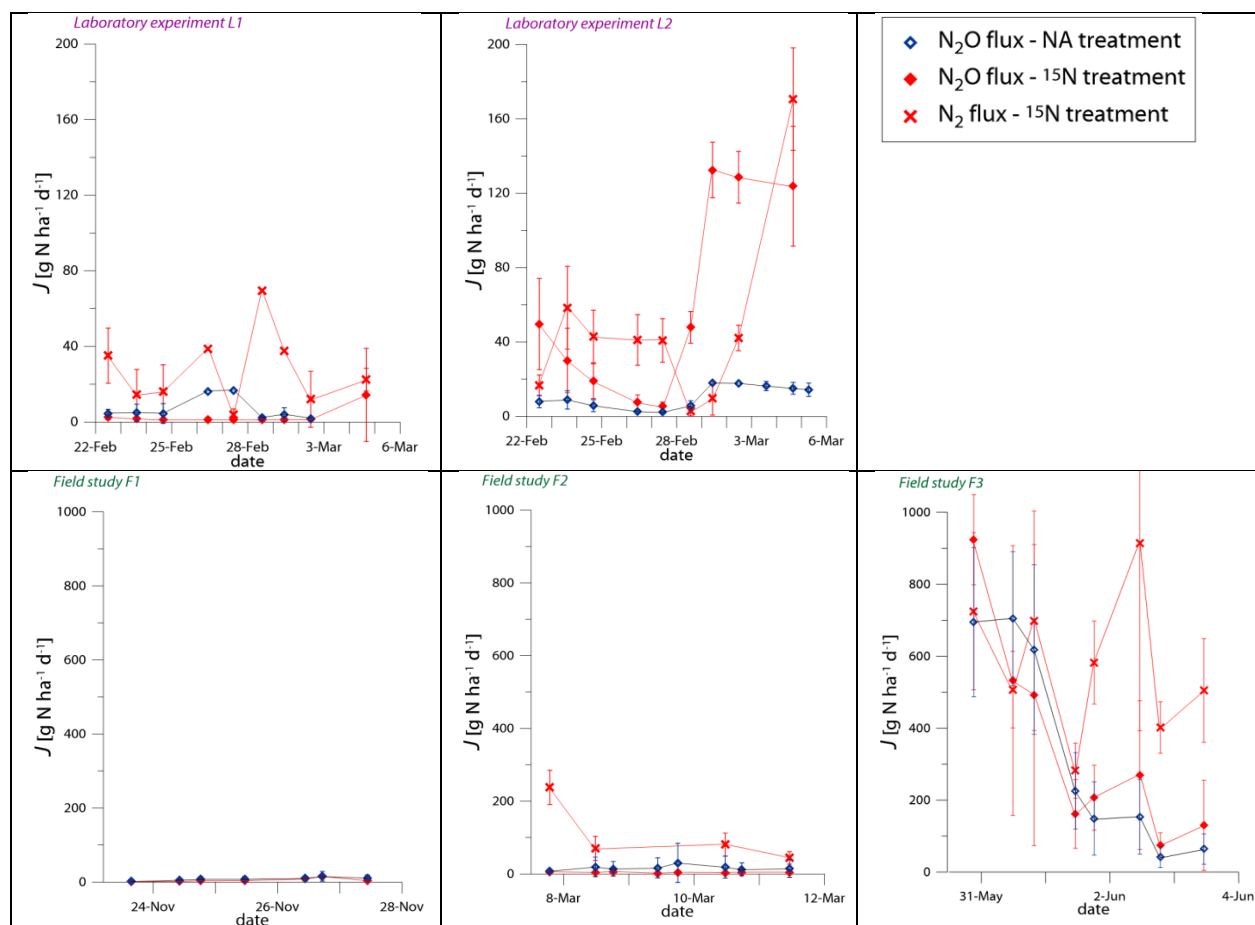 Laboratory experiment L1
200
160
120
80
40
0
J [g N ha⁻¹ d⁻¹]
22-Feb 25-Feb 28-Feb 3-Mar 6-Mar
date
Laboratory experiment L2
200
160
120
80
40
0
J [g N ha⁻¹ d⁻¹]
22-Feb 25-Feb 28-Feb 3-Mar 6-Mar
date
N₂O flux - NA treatment
N₂O flux - ¹⁵N treatment
N₂ flux - ¹⁵N treatment
Field study F1
1000
800
600
400
200
0
J [g N ha⁻¹ d⁻¹]
24-Nov 26-Nov 28-Nov
date
Field study F2
1000
800
600
400
200
0
J [g N ha⁻¹ d⁻¹]
8-Mar 10-Mar 12-Mar
date
Field study F3
1000
800
600
400
200
0
J [g N ha⁻¹ d⁻¹]
31-May 2-Jun 4-Jun
date